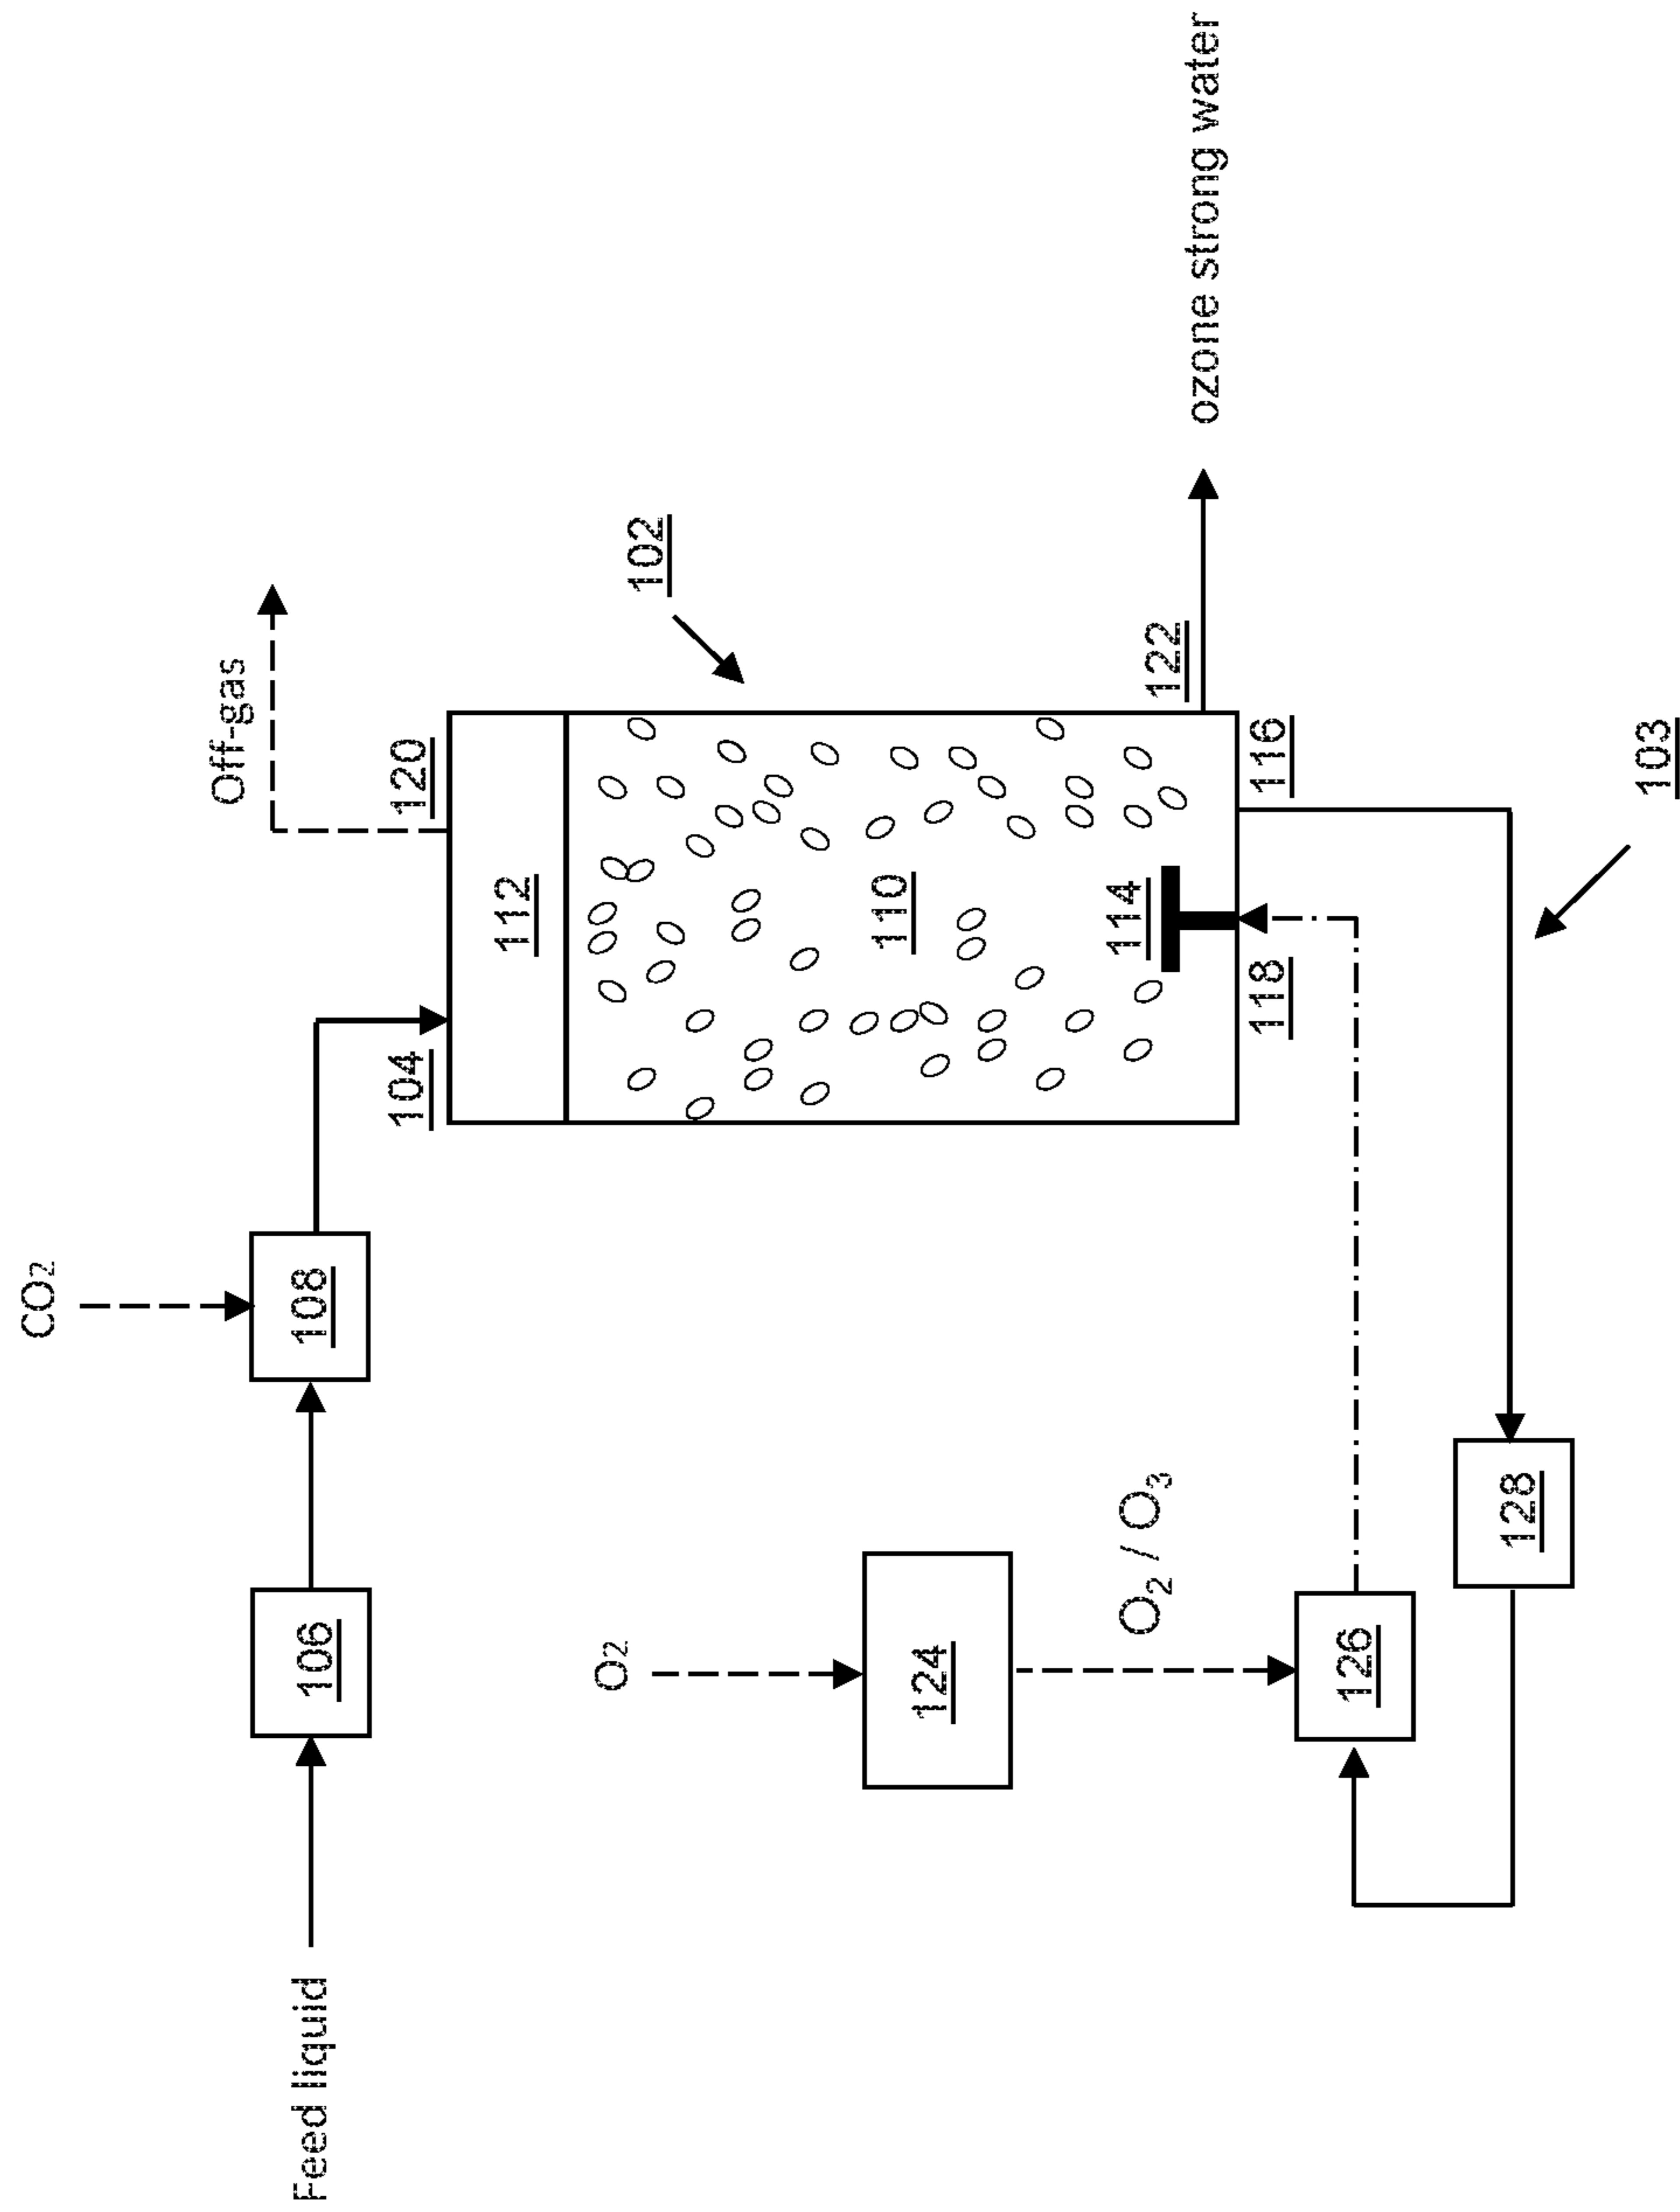 CO₂
Off-gas
Feed liquid
106
108
104
120
112
102
O₂
110
124
114
122
ozone strong water
O₂ / O₃
118
116
126
128
103